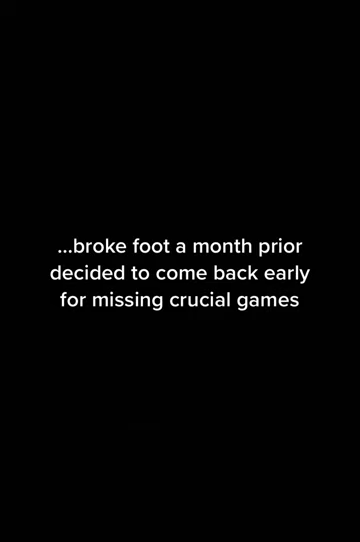 ...broke foot a month prior
decided to come back early
for missing crucial games